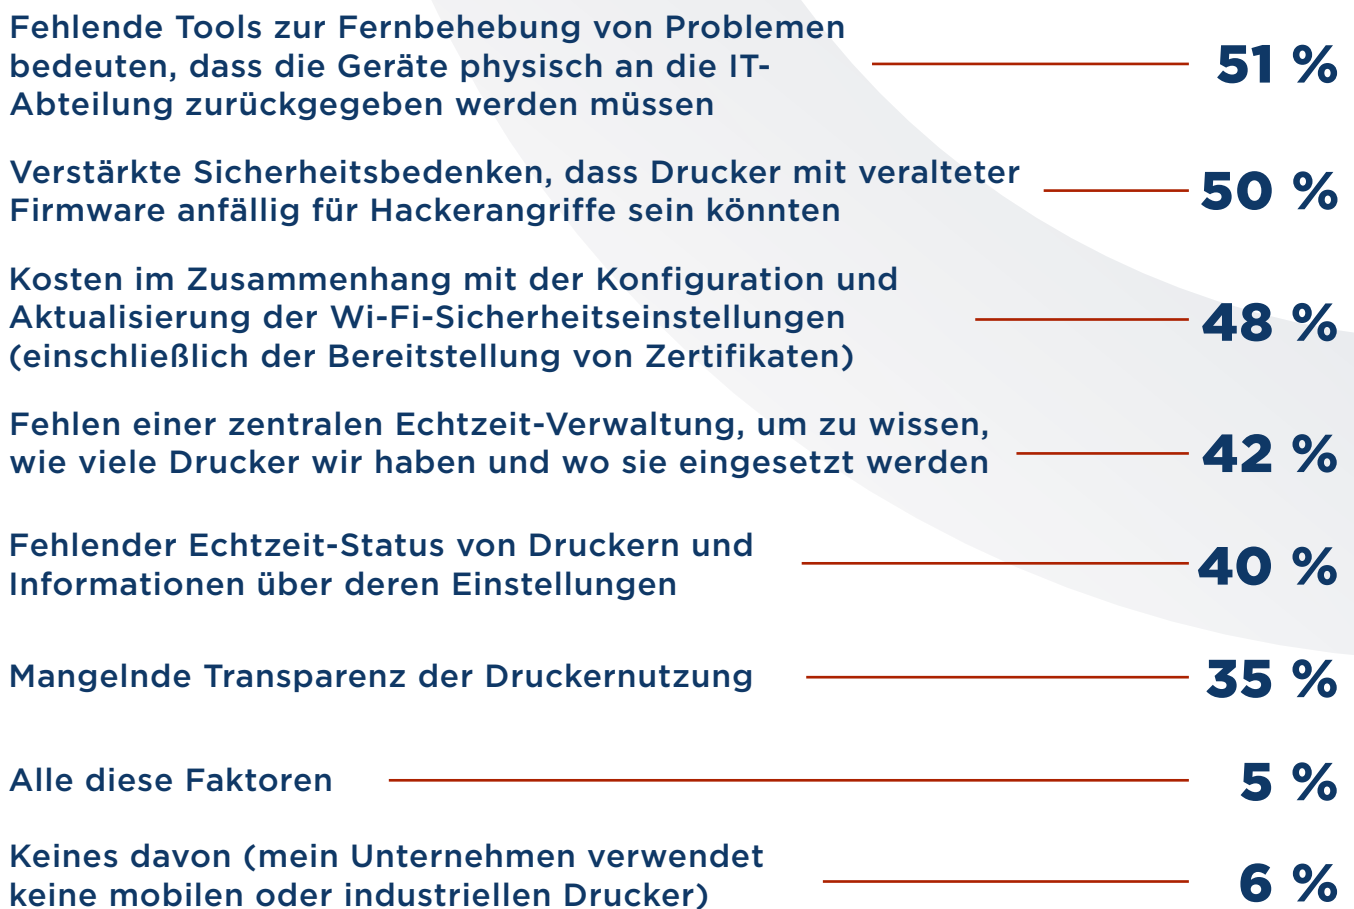 Fehlende Tools zur Fernbehebung von Problemen
bedeuten, dass die Geräte physisch an die IT-
Abteilung zurückgegeben werden müssen
51 %
Verstärkte Sicherheitsbedenken, dass Drucker mit veralteter
Firmware anfällig für Hackerangriffe sein könnten
50 %
Kosten im Zusammenhang mit der Konfiguration und
Aktualisierung der Wi-Fi-Sicherheitseinstellungen
(einschließlich der Bereitstellung von Zertifikaten)
48 %
Fehlen einer zentralen Echtzeit-Verwaltung, um zu wissen,
wie viele Drucker wir haben und wo sie eingesetzt werden
42 %
Fehlender Echtzeit-Status von Druckern und
Informationen über deren Einstellungen
40 %
Mangelnde Transparenz der Druckernutzung
35 %
Alle diese Faktoren
5 %
Keines davon (mein Unternehmen verwendet
keine mobilen oder industriellen Drucker)
6 %